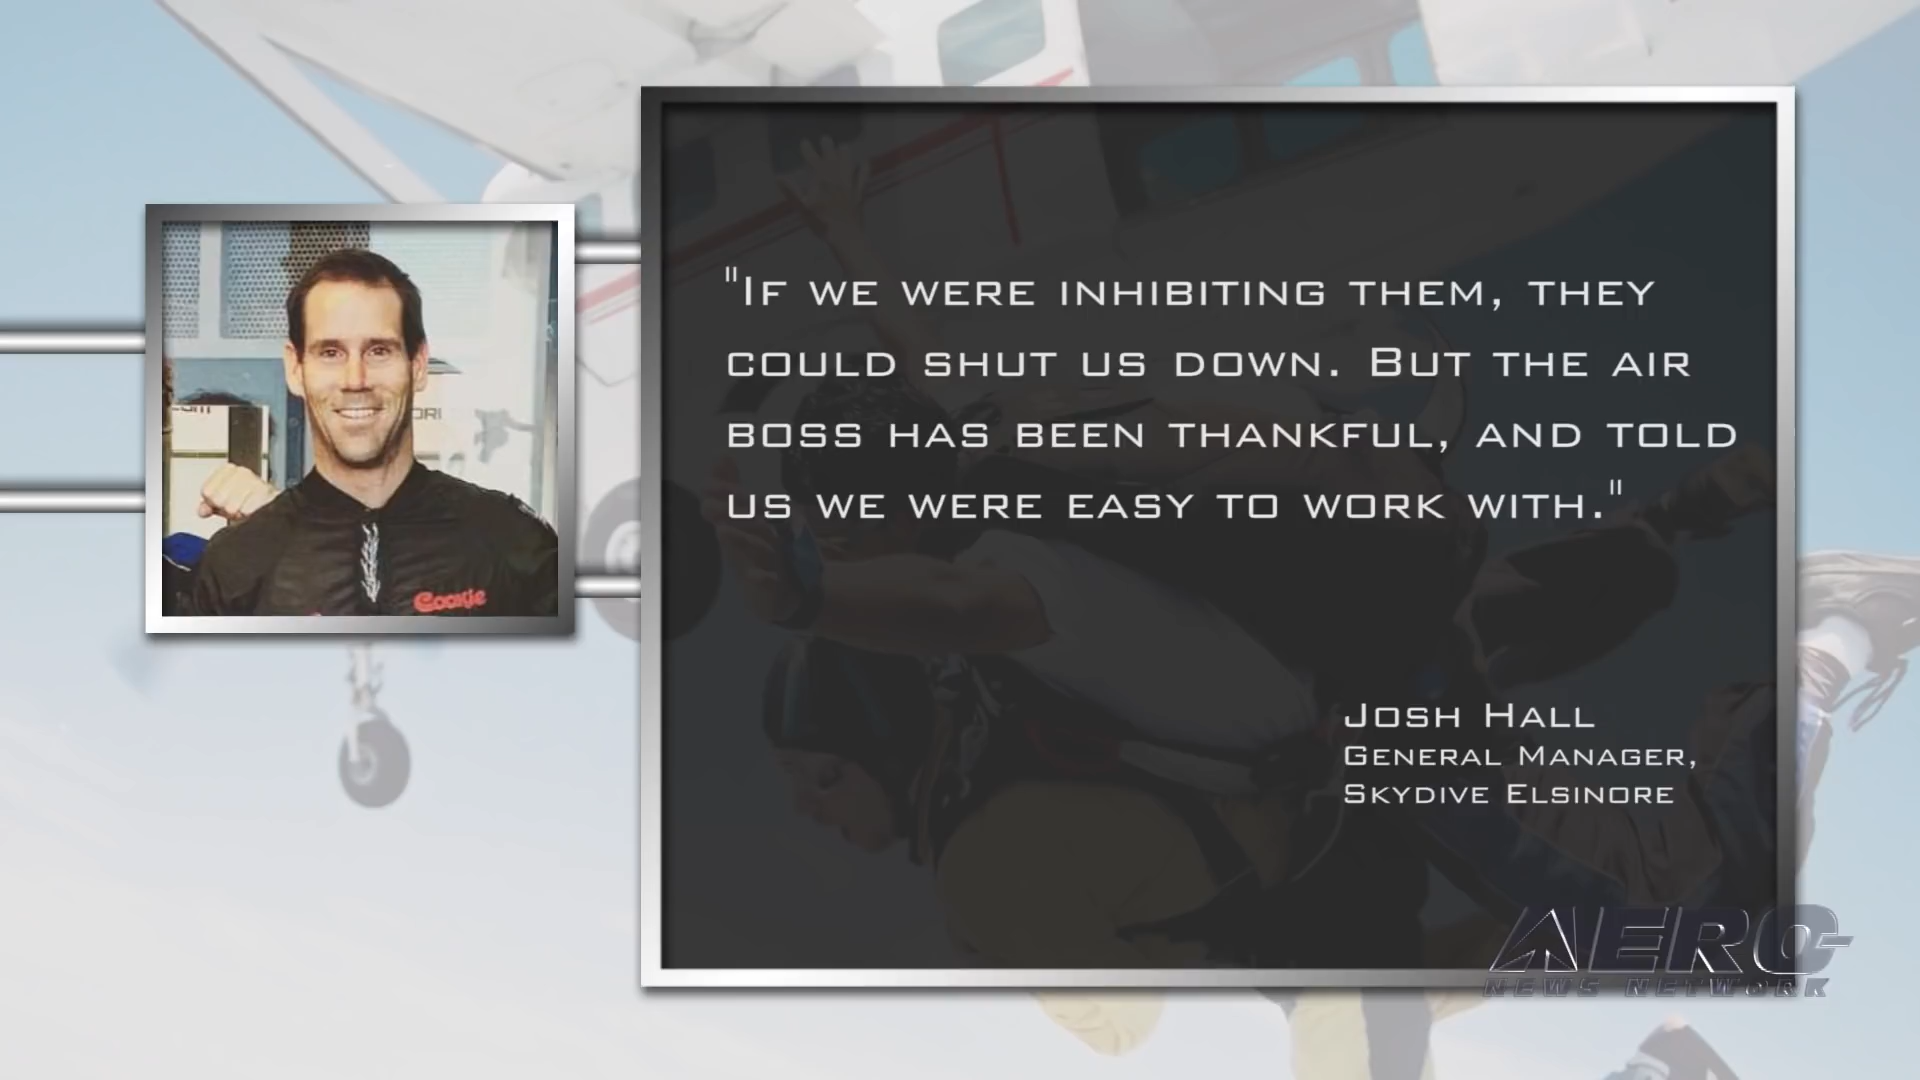 "If we were inhibiting them, they
could shut us down. But the air
boss has been thankful, and told
us we were easy to work with."
Josh Hall
General Manager,
Skydive Elsinore
Cookie
AERO-
NEWS NETWORK